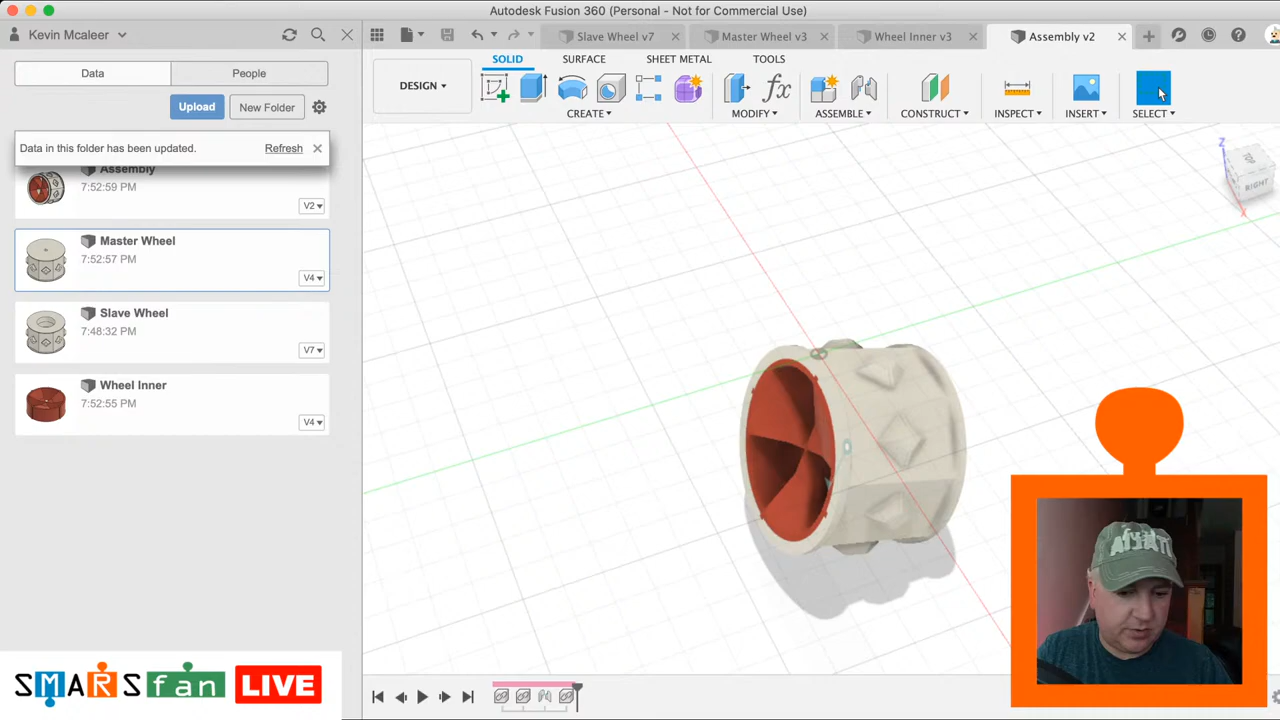 Autodesk Fusion 360 (Personal - Not for Commercial Use)
Kevin Mcaleer
Slave Wheel v7
Master Wheel v3
Wheel Inner v3
Assembly v2
Data
People
Upload
New Folder
Data in this folder has been updated.
Refresh
Assembly
7:52:59 PM
V2
Master Wheel
7:52:57 PM
V4
Slave Wheel
7:48:32 PM
V7
Wheel Inner
7:52:55 PM
V4
DESIGN
SOLID
SURFACE
SHEET METAL
TOOLS
CREATE
MODIFY
ASSEMBLE
CONSTRUCT
INSPECT
INSERT
SELECT
Z
TOP
RIGHT
X
SMARSfan LIVE